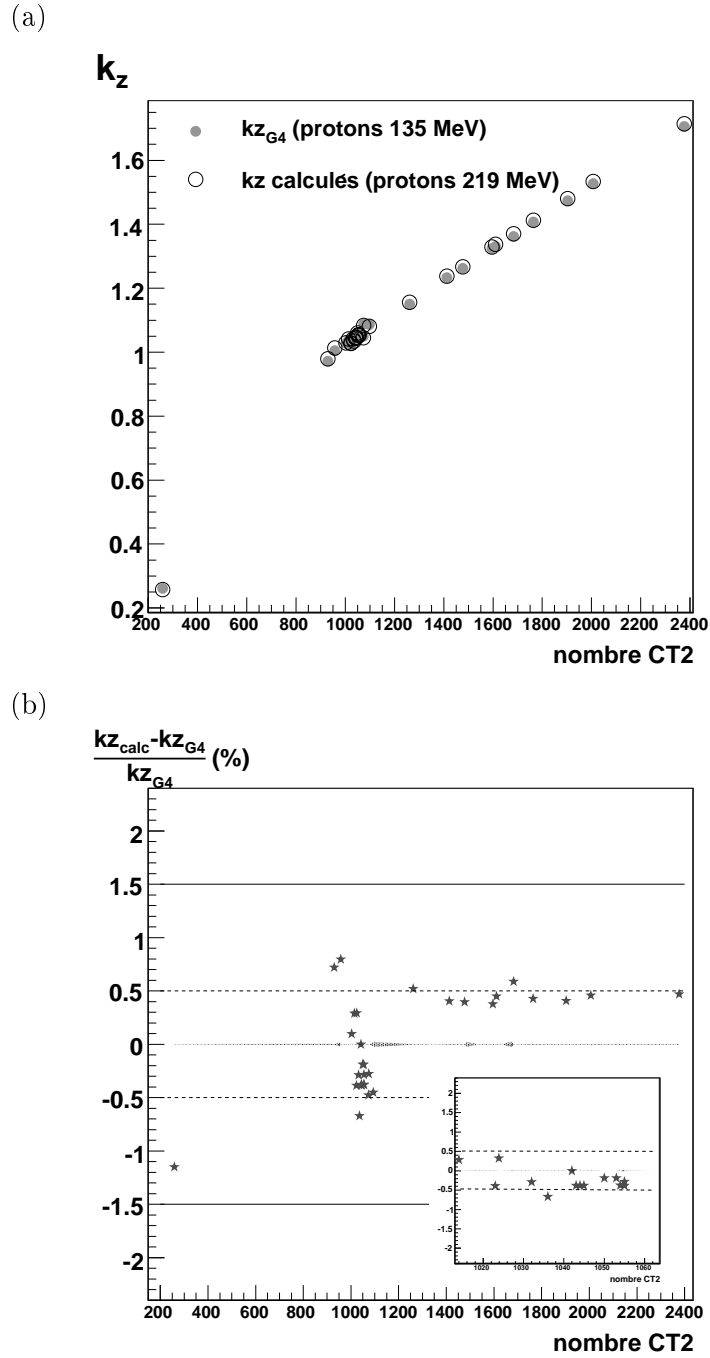 (a)
k_z
kz_G4 (protons 135 MeV)
kz calculés (protons 219 MeV)
1.6
1.4
1.2
1
0.8
0.6
0.4
0.2
200 400 600 800 1000 1200 1400 1600 1800 2000 2200 2400
nombre CT2
(b)
kz_calc-kz_G4
kz_G4
(%)
2
1.5
1
0.5
0
-0.5
-1
-1.5
-2
2
1.5
1
0.5
0
-0.5
-1
-1.5
-2
1020 1030 1040 1050 1060
nombre CT2
200 400 600 800 1000 1200 1400 1600 1800 2000 2200 2400
nombre CT2